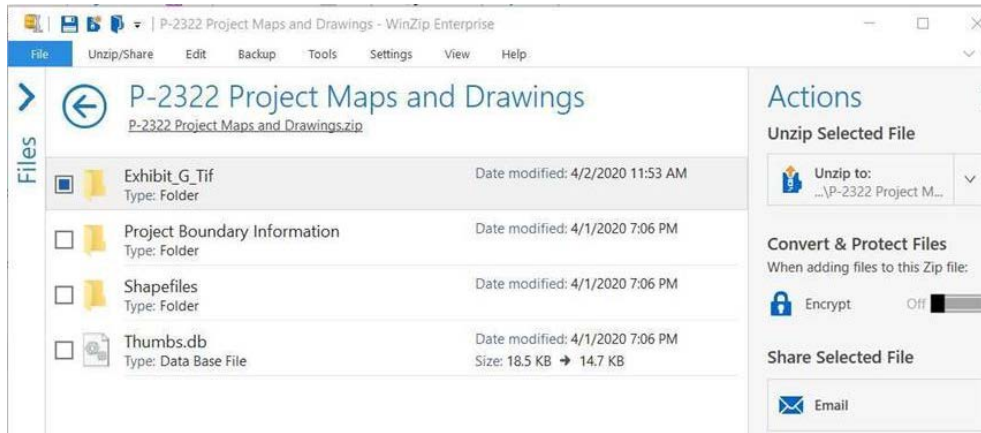 P-2322 Project Maps and Drawings - WinZip Enterprise
File Unzip/Share Edit Backup Tools Settings View Help
Files
P-2322 Project Maps and Drawings
P-2322 Project Maps and Drawings.zip
Exhibit_G_Tif Date modified: 4/2/2020 11:53 AM
Type: Folder
Project Boundary Information Date modified: 4/1/2020 7:06 PM
Type: Folder
Shapefiles Date modified: 4/1/2020 7:06 PM
Type: Folder
Thumbs.db Date modified: 4/1/2020 7:06 PM
Type: Data Base File Size: 18.5 KB → 14.7 KB
Actions
Unzip Selected File
Unzip to:
...\P-2322 Project M...
Convert & Protect Files
When adding files to this Zip file:
Encrypt Off
Share Selected File
Email